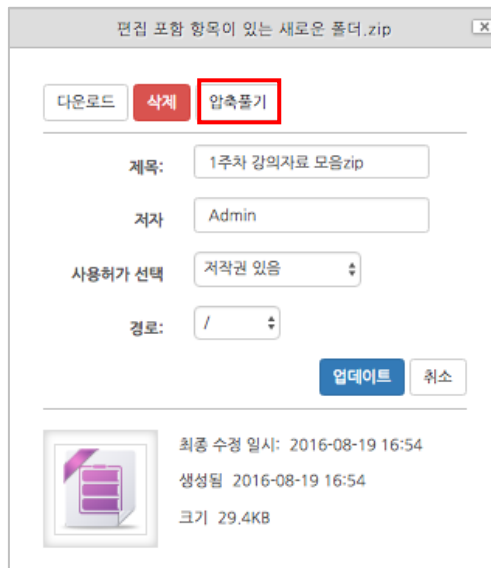 편집 포함 항목이 있는 새로운 폴더.zip
다운로드 삭제 압축풀기
제목: 1주차 강의자료 모음zip
저자 Admin
사용허가 선택 저작권 있음
경로: /
업데이트 취소
최종 수정 일시: 2016-08-19 16:54
생성됨 2016-08-19 16:54
크기 29.4KB